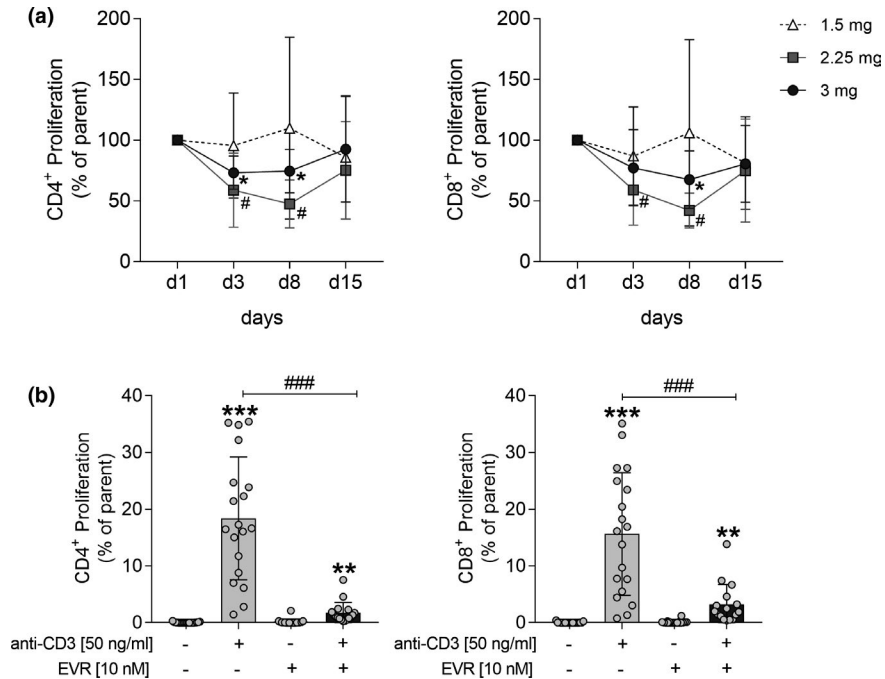 (a)
200
150
100
50
0
CD4+ Proliferation
(% of parent)
d1 d3 d8 d15
days
*
*
#
#
200
150
100
50
0
CD8+ Proliferation
(% of parent)
d1 d3 d8 d15
days
*
#
#
1.5 mg
2.25 mg
3 mg
(b)
40
30
20
10
0
CD4+ Proliferation
(% of parent)
###
***
**
anti-CD3 [50 ng/ml] - + - +
EVR [10 nM] - - + +
40
30
20
10
0
CD8+ Proliferation
(% of parent)
###
***
**
anti-CD3 [50 ng/ml] - + - +
EVR [10 nM] - - + +